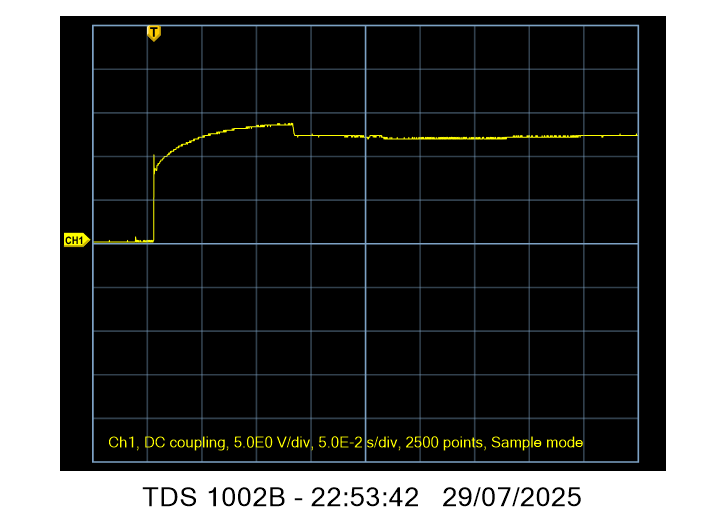 T
CH1
Ch1, DC coupling, 5.0E0 V/div, 5.0E-2 s/div, 2500 points, Sample mode
TDS 1002B - 22:53:42 29/07/2025